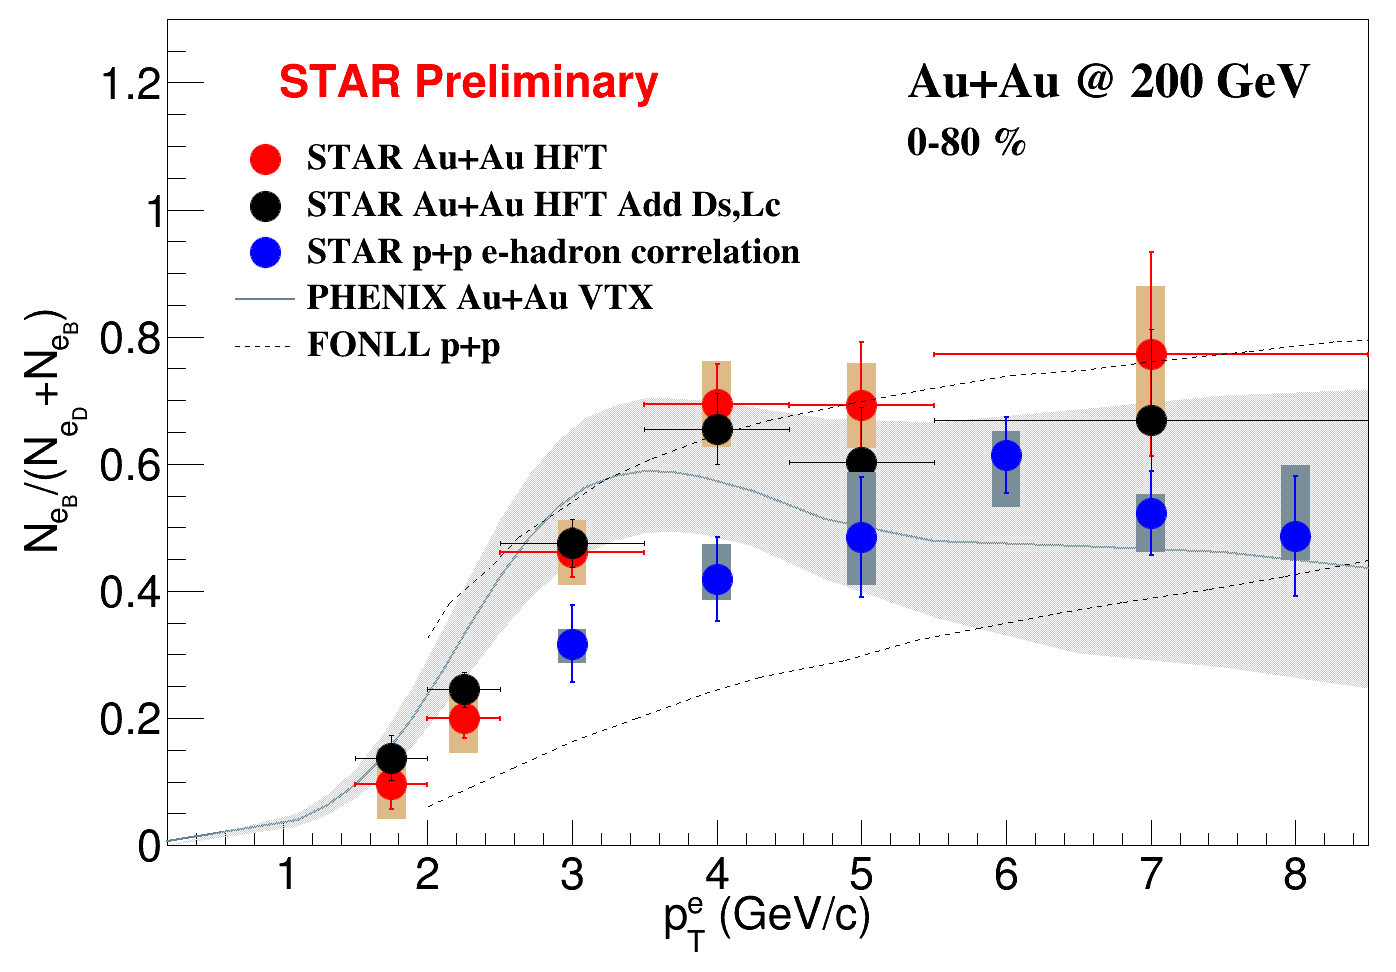 STAR Preliminary
Au+Au @ 200 GeV
0-80 %
STAR Au+Au HFT
STAR Au+Au HFT Add Ds,Lc
STAR p+p e-hadron correlation
PHENIX Au+Au VTX
FONLL p+p
N_{e_B}/(N_{e_D} +N_{e_B})
1.2
1
0.8
0.6
0.4
0.2
0
1 2 3 4 5 6 7 8
p_T^e (GeV/c)